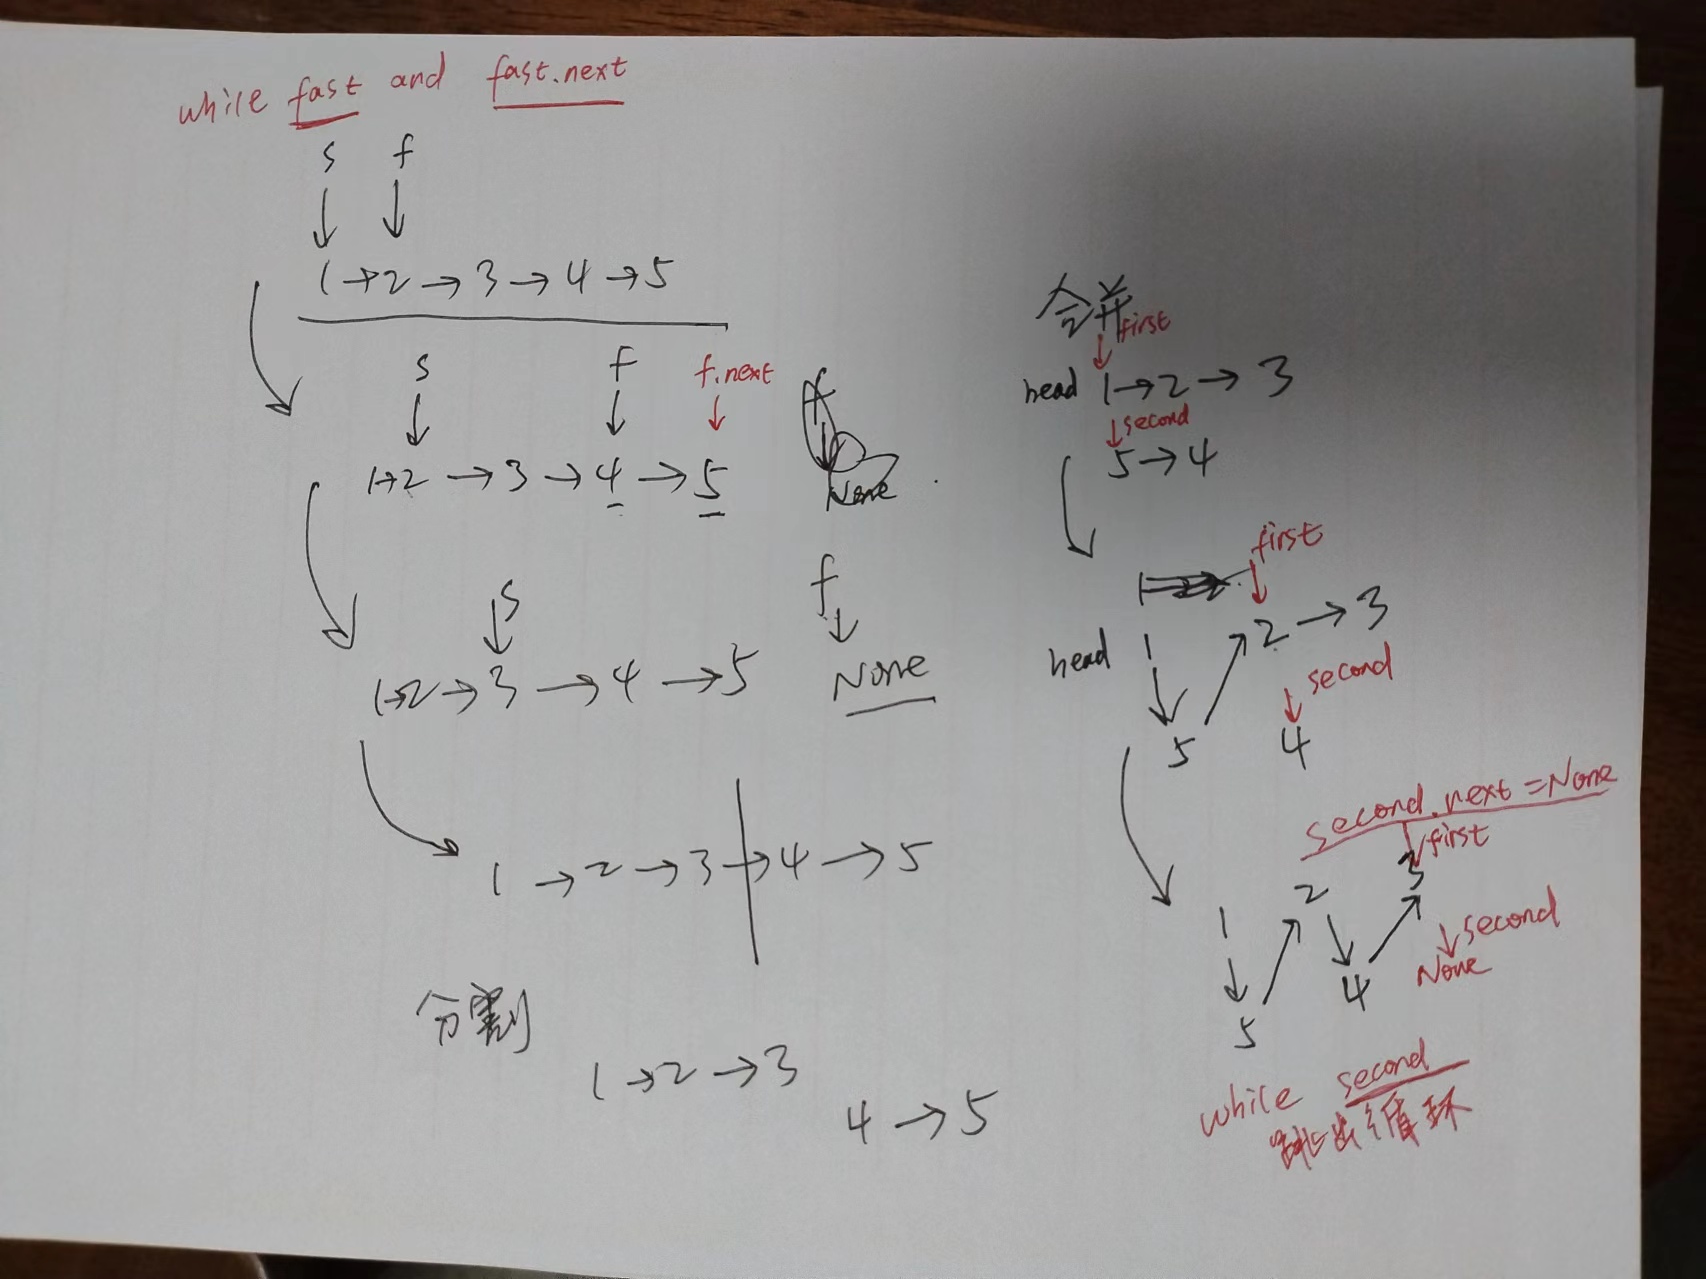 while fast and fast.next
s f
1→2→3→4→5
s f f.next
1→2→3→4→5
None
s f
1→2→3→4→5 None
1→2→3→4→5
分割
1→2→3
4→5
合并
first
head 1→2→3
second
5→4
first
2→3
head 1
second
5 4
second.next=None
first
3
2
1
second
None
4
5
while second
跳出循环